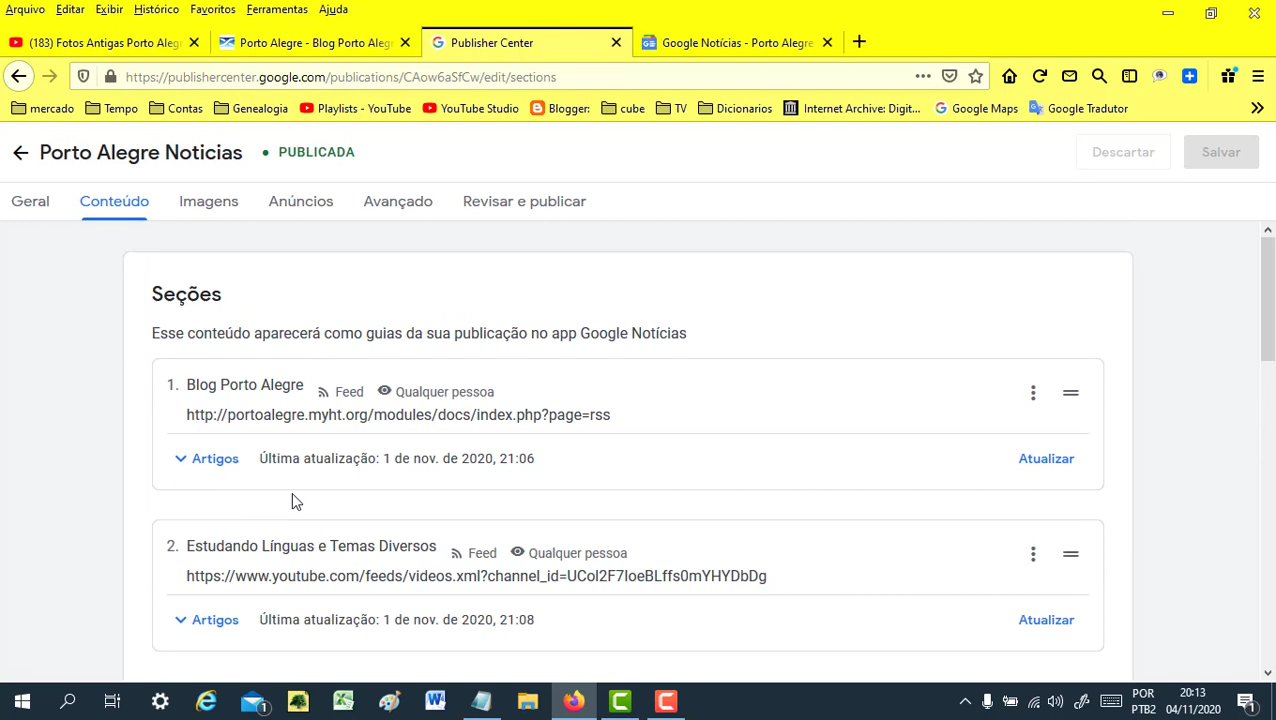 Arquivo Editar Exibir Histórico Favoritos Ferramentas Ajuda
(183) Fotos Antigas Porto Aleg
Porto Alegre - Blog Porto Aleg
Publisher Center
Google Notícias - Porto Alegre
https://publishercenter.google.com/publications/CAow6aSfCw/edit/sections
mercado Tempo Contas Genealogia Playlists - YouTube YouTube Studio Blogger: cube TV Dicionarios Internet Archive: Digit... Google Maps Google Tradutor
Porto Alegre Noticias • PUBLICADA Descartar Salvar
Geral Conteúdo Imagens Anúncios Avançado Revisar e publicar
Seções
Esse conteúdo aparecerá como guias da sua publicação no app Google Notícias
1. Blog Porto Alegre Feed Qualquer pessoa
http://portoalegre.myht.org/modules/docs/index.php?page=rss
Artigos Última atualização: 1 de nov. de 2020, 21:06 Atualizar
2. Estudando Línguas e Temas Diversos Feed Qualquer pessoa
https://www.youtube.com/feeds/videos.xml?channel_id=UCol2F7IoeBLffs0mYHYDbDg
Artigos Última atualização: 1 de nov. de 2020, 21:08 Atualizar
POR 20:13
PTB2 04/11/2020